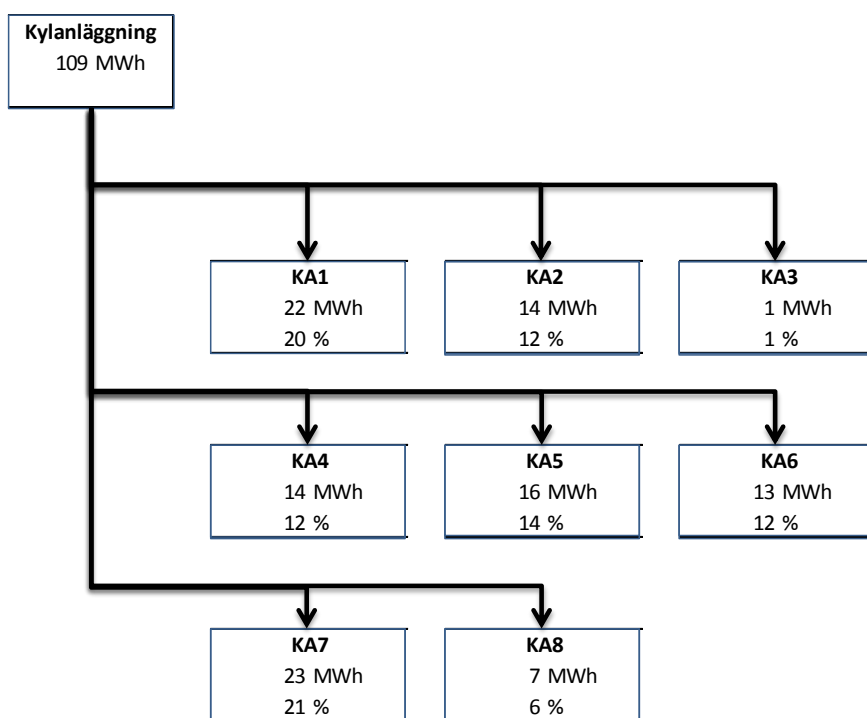 Kylanläggning
109 MWh
KA1
22 MWh
20 %
KA2
14 MWh
12 %
KA3
1 MWh
1 %
KA4
14 MWh
12 %
KA5
16 MWh
14 %
KA6
13 MWh
12 %
KA7
23 MWh
21 %
KA8
7 MWh
6 %